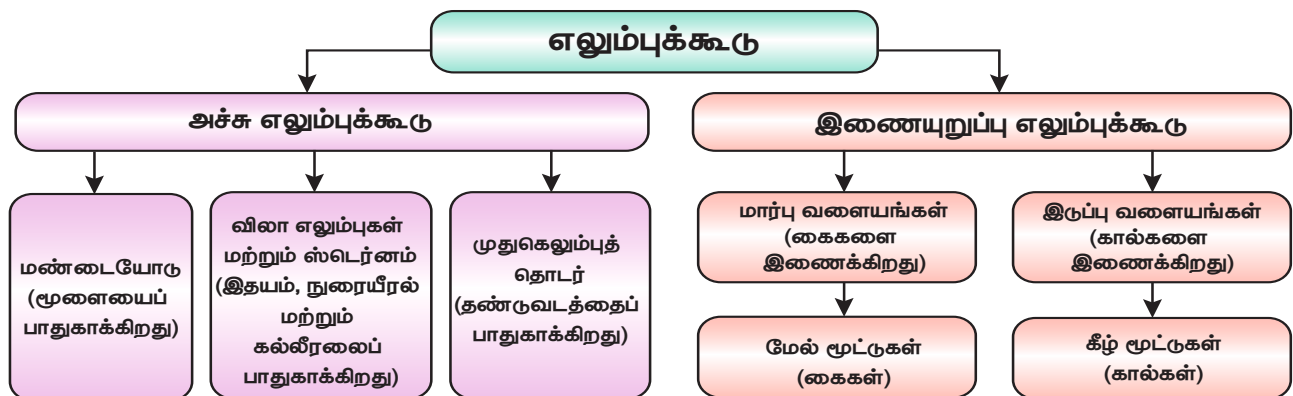 எலும்புக்கூடு
அச்சு எலும்புக்கூடு
இணையுறுப்பு எலும்புக்கூடு
மண்டையோடு
(மூளையைப்
பாதுகாக்கிறது)
விலா எலும்புகள்
மற்றும் ஸ்டெர்னம்
(இதயம், நுரையீரல்
மற்றும்
கல்லீரலைப்
பாதுகாக்கிறது)
முதுகெலும்புத்
தொடர்
(தண்டுவடத்தைப்
பாதுகாக்கிறது)
மார்பு வளையங்கள்
(கைகளை
இணைக்கிறது)
இடுப்பு வளையங்கள்
(கால்களை
இணைக்கிறது)
மேல் மூட்டுகள்
(கைகள்)
கீழ் மூட்டுகள்
(கால்கள்)